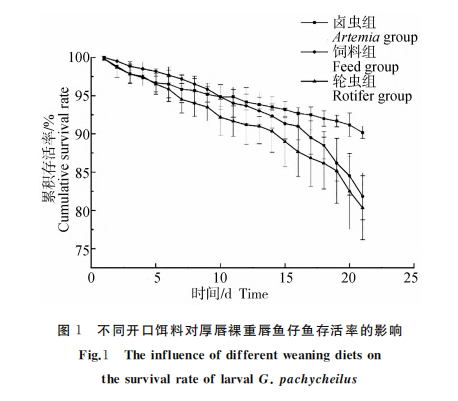 卤虫组
Artemia group
饲料组
Feed group
轮虫组
Rotifer group
累积存活率/%
Cumulative survival rate
100
95
90
85
80
75
0
5
10
15
20
25
时间/d Time
图 1 不同开口饵料对厚唇裸重唇鱼仔鱼存活率的影响
Fig.1 The influence of different weaning diets on
the survival rate of larval G. pachycheilus